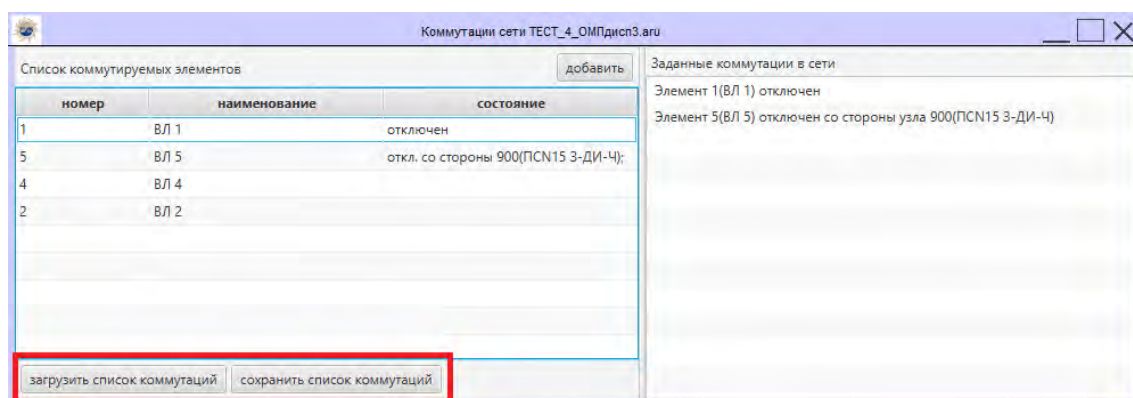 Коммутации сети ТЕСТ_4_ОМПдисп3.aru
Список коммутируемых элементов
добавить
номер наименование состояние
1 ВЛ 1 отключен
5 ВЛ 5 откл. со стороны 900(ПСN15 3-ДИ-Ч);
4 ВЛ 4
2 ВЛ 2
загрузить список коммутаций
сохранить список коммутаций
Заданные коммутации в сети
Элемент 1(ВЛ 1) отключен
Элемент 5(ВЛ 5) отключен со стороны узла 900(ПСN15 3-ДИ-Ч)